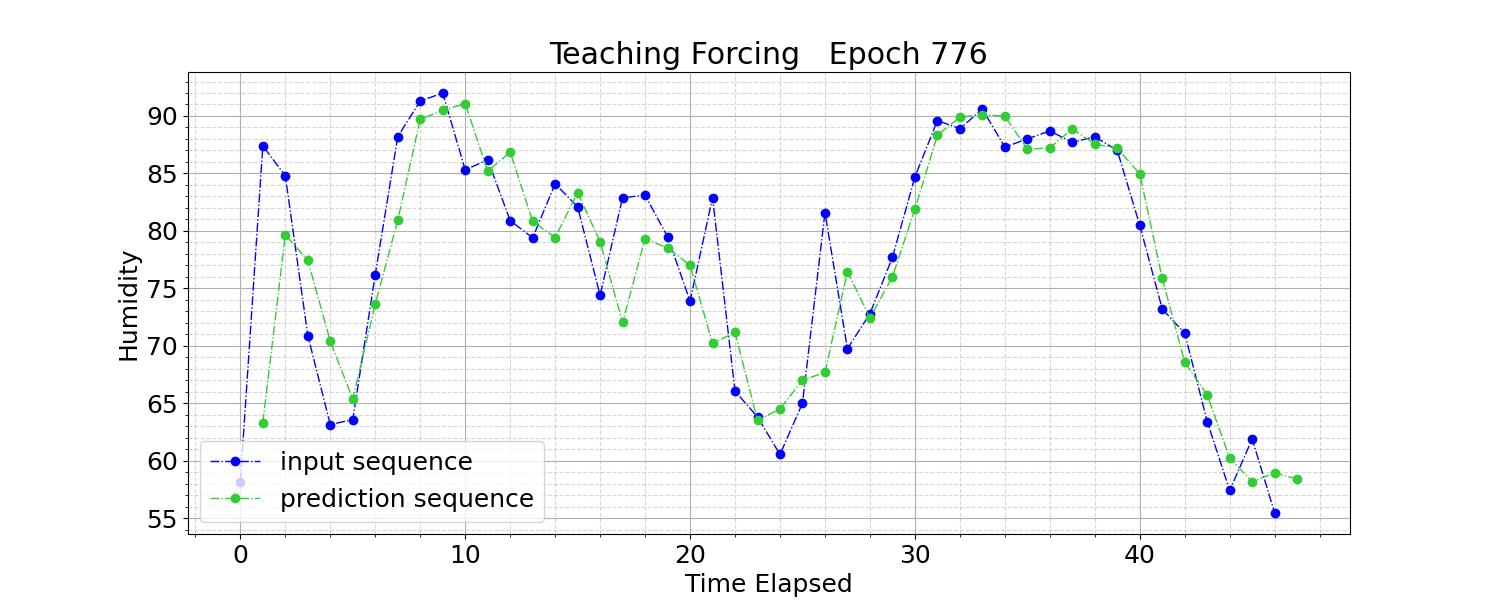 Teaching Forcing   Epoch 776
90
85
80
75
70
65
60
55
Humidity
input sequence
prediction sequence
0 10 20 30 40
Time Elapsed